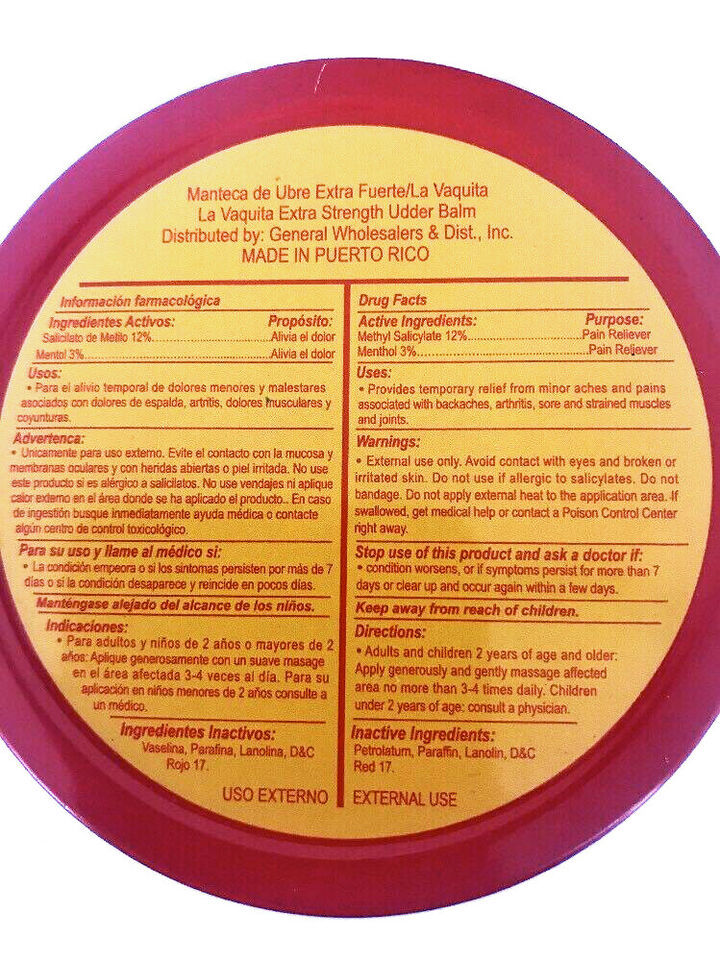 Manteca de Ubre Extra Fuerte/La Vaquita
La Vaquita Extra Strength Udder Balm
Distributed by: General Wholesalers & Dist., Inc.
MADE IN PUERTO RICO
Información farmacológica
Ingredientes Activos: Propósito:
Salicilato de Metilo 12%....Alivia el dolor
Mentol 3%....Alivia el dolor
Usos:
• Para el alivio temporal de dolores menores y malestares
asociados con dolores de espalda, artritis, dolores musculares y
coyunturas.
Advertenca:
• Unicamente para uso externo. Evite el contacto con la mucosa y
membranas oculares y con heridas abiertas o piel irritada. No use
este producto si es alérgico a salicilatos. No use vendajes ni aplique
calor externo en el área donde se ha aplicado el producto.. En caso
de ingestión busque inmediatamente ayuda médica o contacte
algún centro de control toxicológico.
Para su uso y llame al médico si:
• La condición empeora o si los sintomas persisten por más de 7
días o si la condición desaparece y reincide en pocos días.
Manténgase alejado del alcance de los niños.
Indicaciones:
• Para adultos y niños de 2 años o mayores de 2
años: Aplique generosamente con un suave masage
en el área afectada 3-4 veces al día. Para su
aplicación en niños menores de 2 años consulte a
un médico.
Ingredientes Inactivos:
Vaselina, Parafina, Lanolina, D&C
Rojo 17.
USO EXTERNO
Drug Facts
Active Ingredients: Purpose:
Methyl Salicylate 12%....Pain Reliever
Menthol 3%....Pain Reliever
Uses:
• Provides temporary relief from minor aches and pains
associated with backaches, arthritis, sore and strained muscles
and joints.
Warnings:
• External use only. Avoid contact with eyes and broken or
irritated skin. Do not use if allergic to salicylates. Do not
bandage. Do not apply external heat to the application area. If
swallowed, get medical help or contact a Poison Control Center
right away.
Stop use of this product and ask a doctor if:
• condition worsens, or if symptoms persist for more than 7
days or clear up and occur again within a few days.
Keep away from reach of children.
Directions:
• Adults and children 2 years of age and older:
Apply generously and gently massage affected
area no more than 3-4 times daily. Children
under 2 years of age: consult a physician.
Inactive Ingredients:
Petrolatum, Paraffin, Lanolin, D&C
Red 17.
EXTERNAL USE